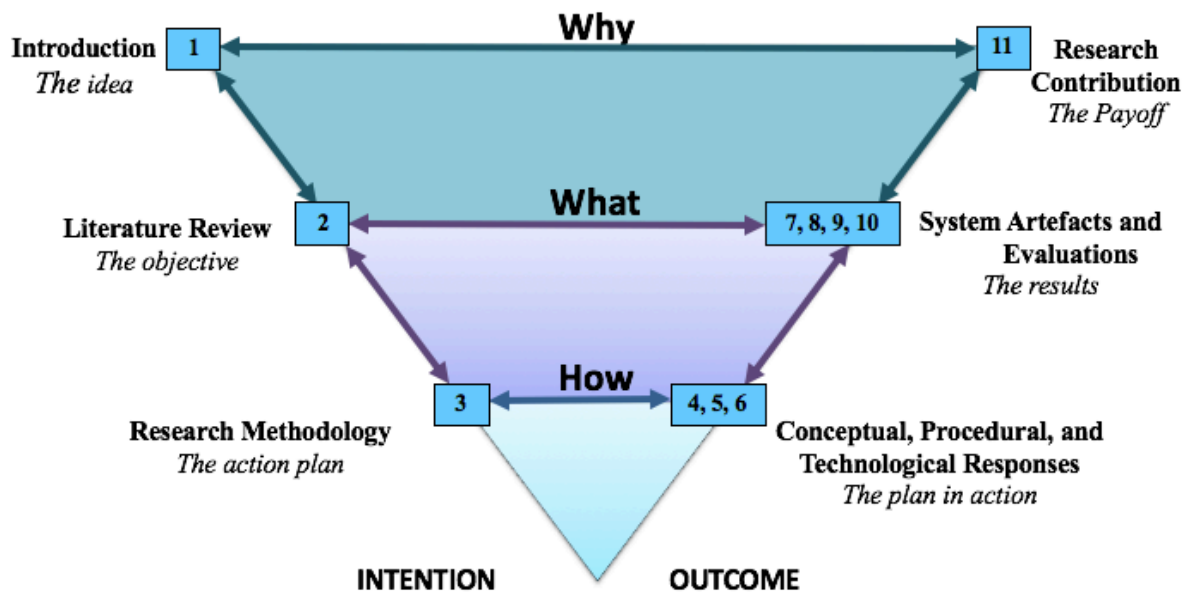 Why
Introduction
The idea
1
11
Research
Contribution
The Payoff
What
Literature Review
The objective
2
7, 8, 9, 10
System Artefacts and
Evaluations
The results
How
3
4, 5, 6
Research Methodology
The action plan
Conceptual, Procedural, and
Technological Responses
The plan in action
INTENTION
OUTCOME